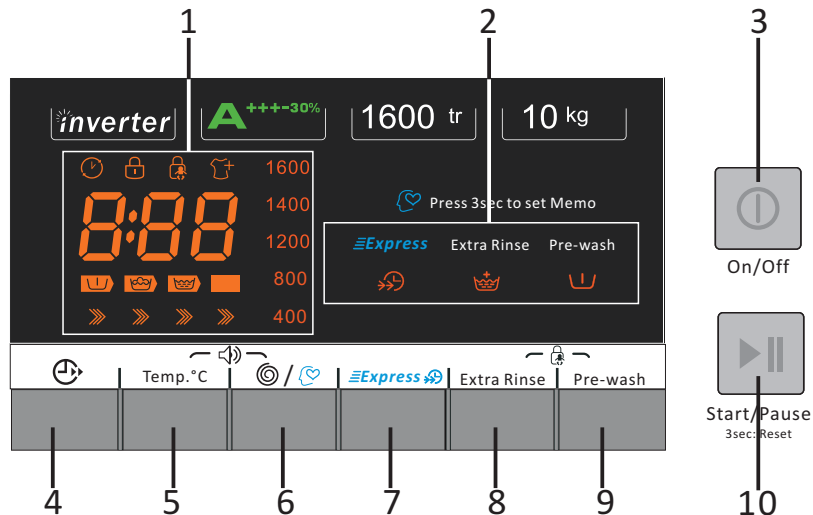 1 2 3
inverter A+++-30% 1600 tr 10 kg
1600
8:88 1400
1200
800
400
Press 3sec to set Memo
Express Extra Rinse Pre-wash
On/Off
Temp.°C / Express Extra Rinse Pre-wash
Start/Pause
3sec: Reset
4 5 6 7 8 9 10